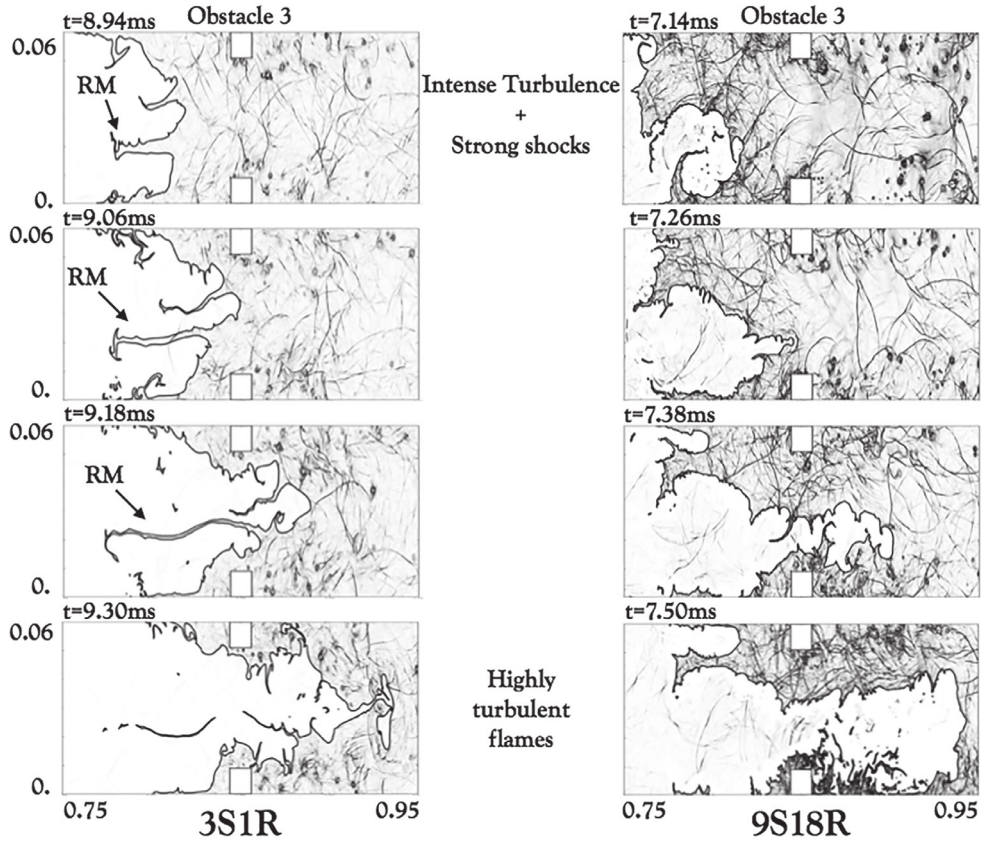 Obstacle 3
Obstacle 3
t=8.94ms
t=7.14ms
0.06
RM
0.
Intense Turbulence
+
Strong shocks
t=9.06ms
t=7.26ms
0.06
RM
0.
t=9.18ms
t=7.38ms
0.06
RM
0.
t=9.30ms
t=7.50ms
0.06
0.
Highly
turbulent
flames
0.75
0.95
0.75
0.95
3S1R
9S18R